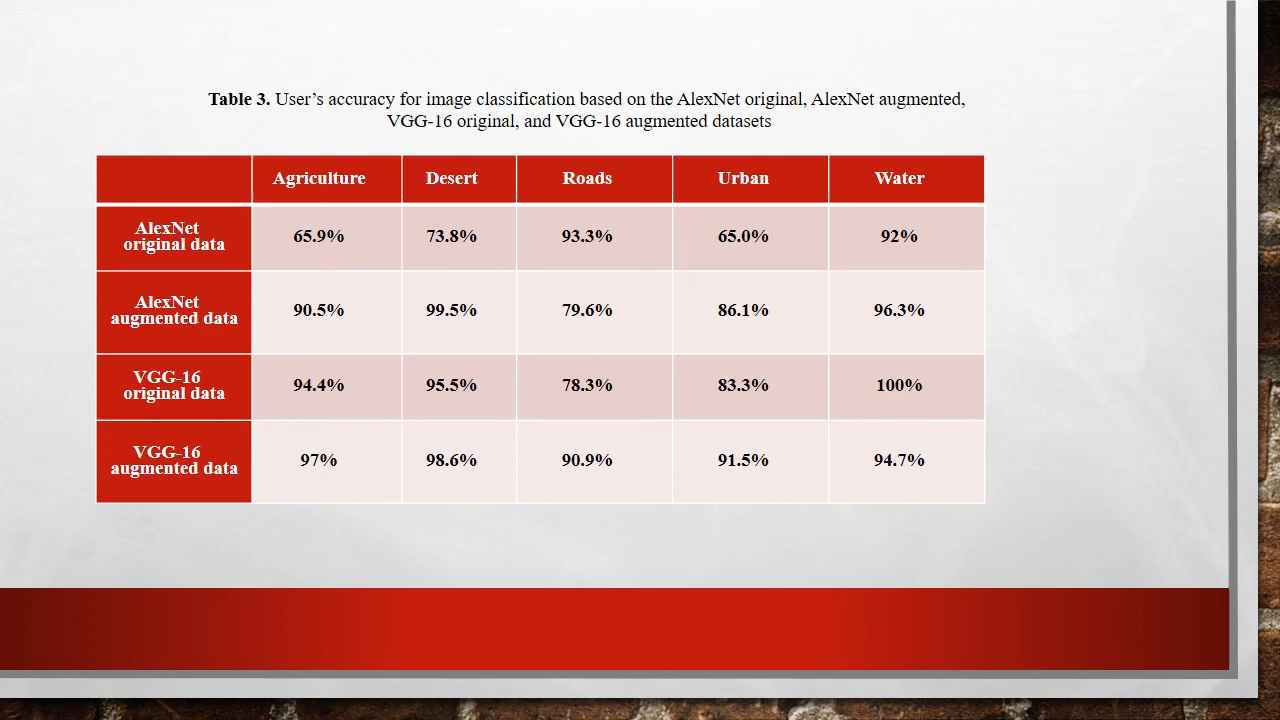 Table 3. User’s accuracy for image classification based on the AlexNet original, AlexNet augmented,
VGG-16 original, and VGG-16 augmented datasets
Agriculture Desert Roads Urban Water
AlexNet
original data 65.9% 73.8% 93.3% 65.0% 92%
AlexNet
augmented data 90.5% 99.5% 79.6% 86.1% 96.3%
VGG-16
original data 94.4% 95.5% 78.3% 83.3% 100%
VGG-16
augmented data 97% 98.6% 90.9% 91.5% 94.7%